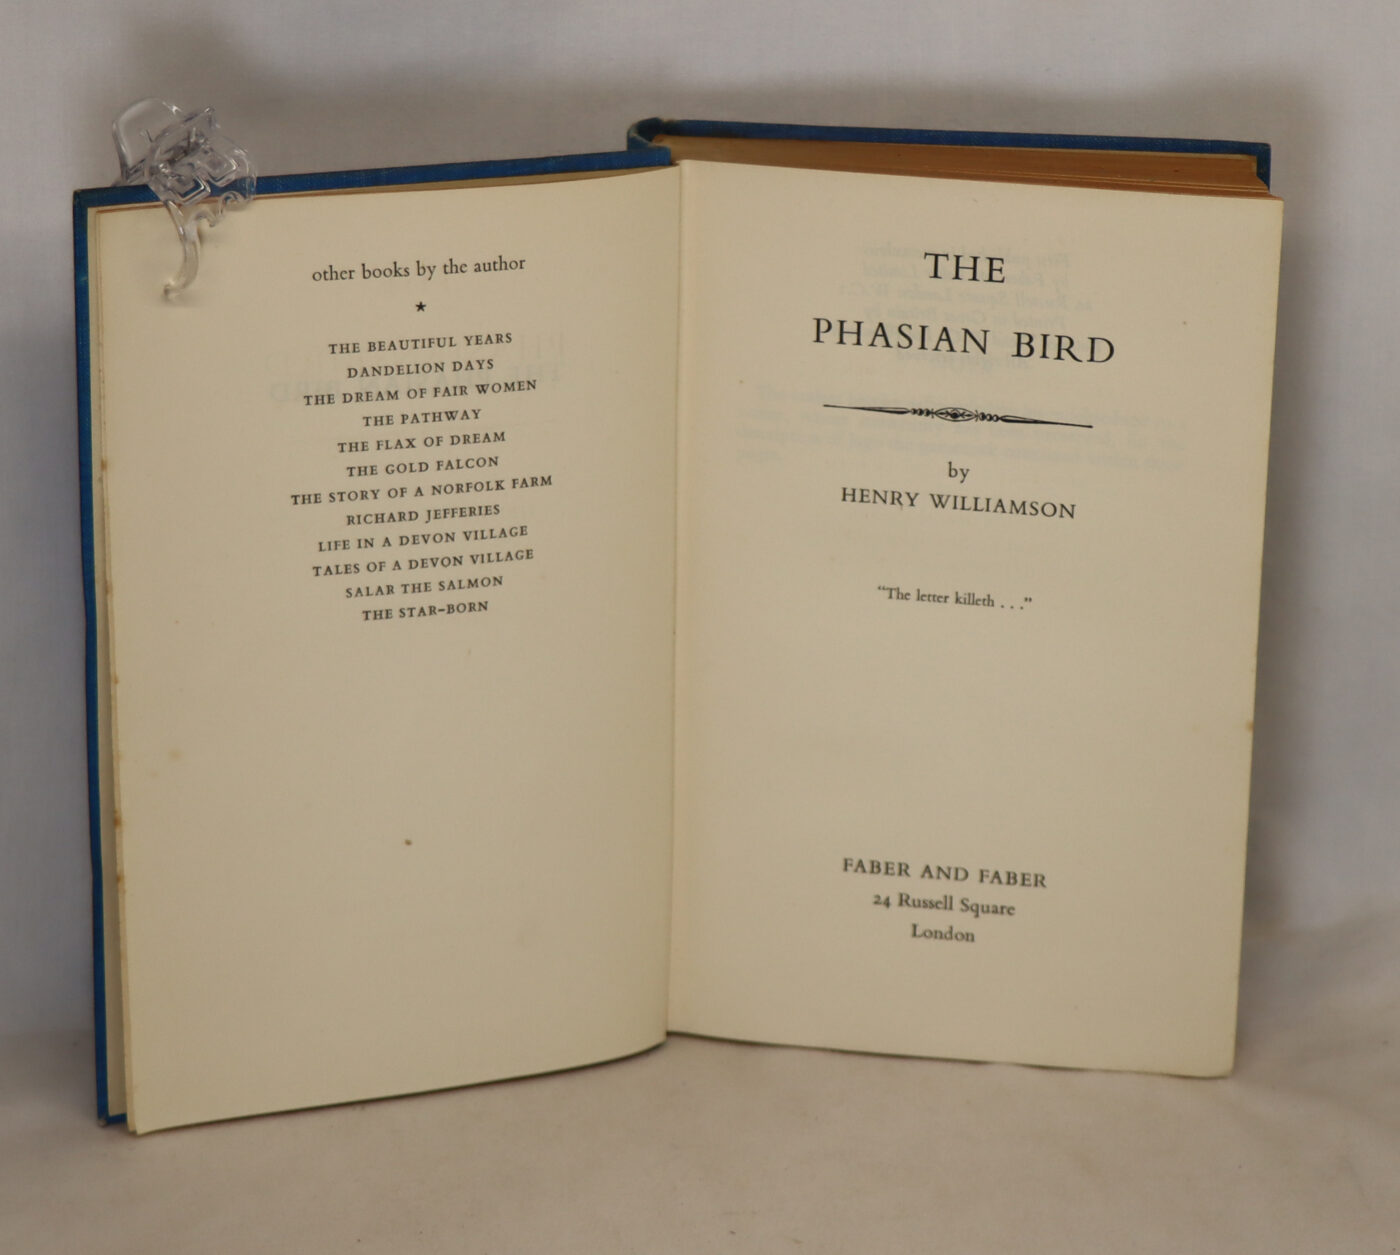 other books by the author
★
THE BEAUTIFUL YEARS
DANDELION DAYS
THE DREAM OF FAIR WOMEN
THE PATHWAY
THE FLAX OF DREAM
THE GOLD FALCON
THE STORY OF A NORFOLK FARM
RICHARD JEFFERIES
LIFE IN A DEVON VILLAGE
TALES OF A DEVON VILLAGE
SALAR THE SALMON
THE STAR-BORN
THE
PHASIAN BIRD
by
HENRY WILLIAMSON
“The letter killeth . . .”
FABER AND FABER
24 Russell Square
London